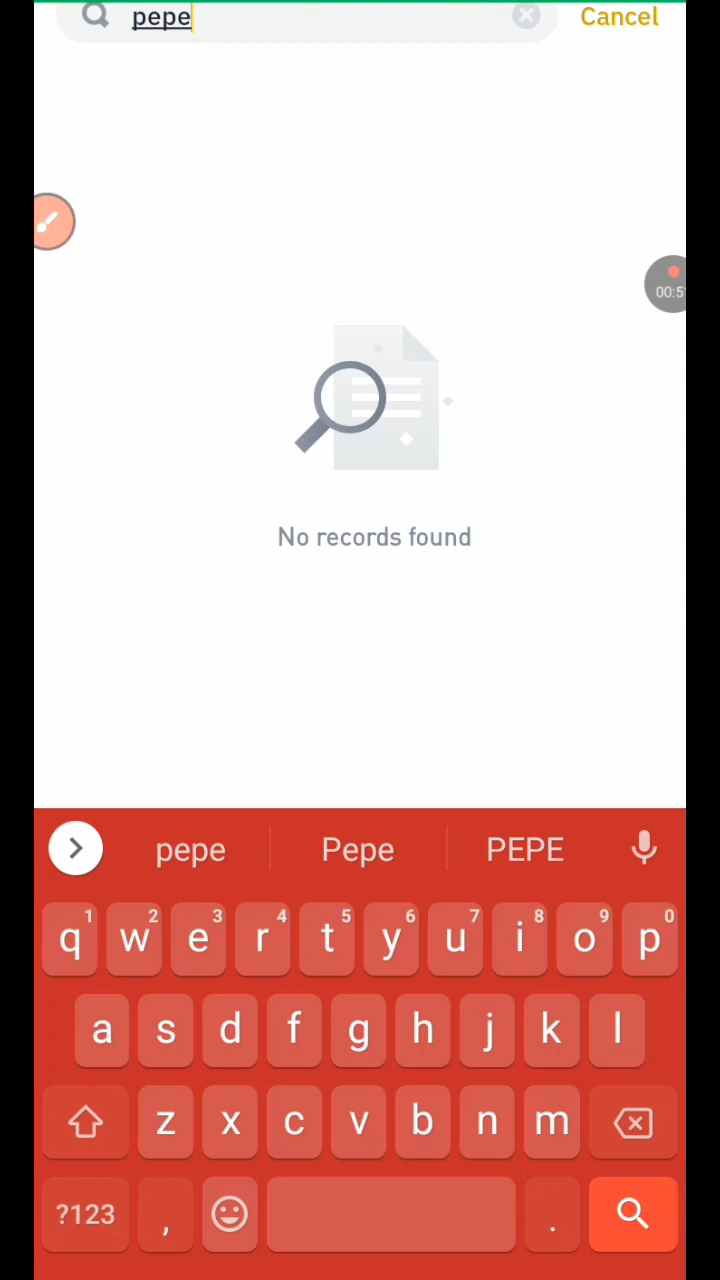 pepe
Cancel
00:5
No records found
pepe Pepe PEPE
1 2 3 4 5 6 7 8 9 0
q w e r t y u i o p
a s d f g h j k l
z x c v b n m
?123 , .